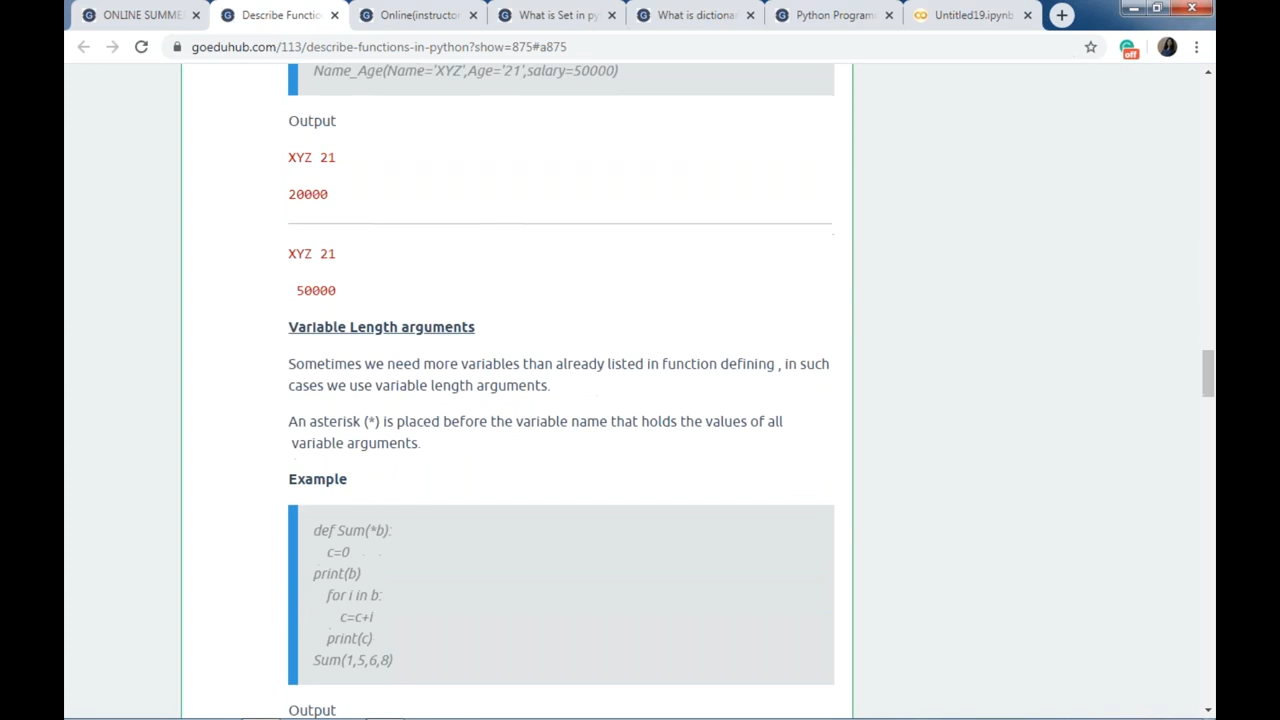 ONLINE SUMME
Describe Functio
Online(instructor
What is Set in py
What is dictiona
Python Program
Untitled19.ipynb
goeduhub.com/113/describe-functions-in-python?show=875#a875
off
Name_Age(Name='XYZ',Age='21',salary=50000)
Output
XYZ 21
20000
XYZ 21
50000
Variable Length arguments
Sometimes we need more variables than already listed in function defining , in such
cases we use variable length arguments.
An asterisk (*) is placed before the variable name that holds the values of all
variable arguments.
Example
def Sum(*b):
c=0
print(b)
for i in b:
c=c+i
print(c)
Sum(1,5,6,8)
Output